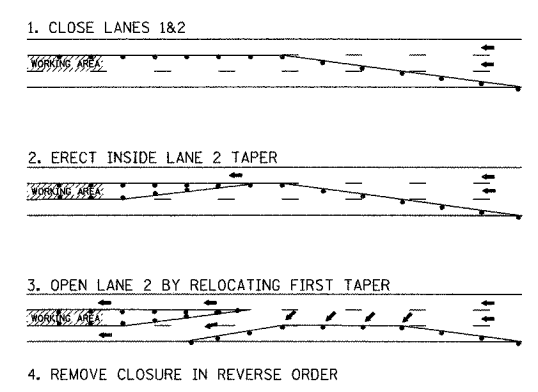 1. CLOSE LANES 1&2
WORKING AREA
2. ERECT INSIDE LANE 2 TAPER
WORKING AREA
3. OPEN LANE 2 BY RELOCATING FIRST TAPER
WORKING AREA
4. REMOVE CLOSURE IN REVERSE ORDER